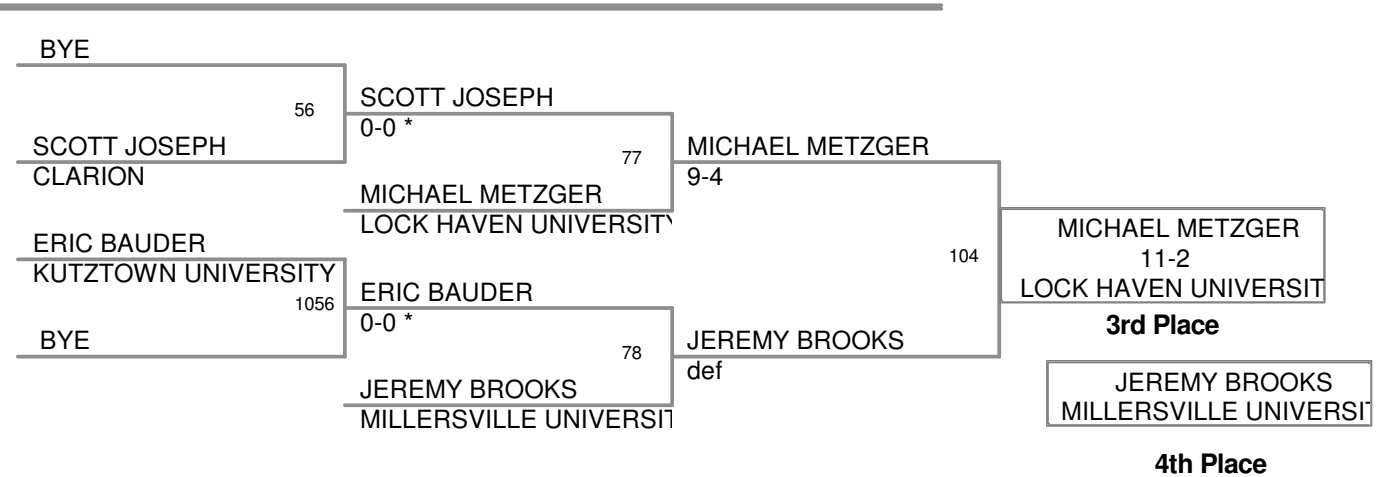 BYE
56
SCOTT JOSEPH
CLARION
ERIC BAUDER
KUTZTOWN UNIVERSITY
1056
BYE
SCOTT JOSEPH
0-0 *
77
MICHAEL METZGER
LOCK HAVEN UNIVERSITY
ERIC BAUDER
0-0 *
78
JEREMY BROOKS
MILLERSVILLE UNIVERSIT
MICHAEL METZGER
9-4
104
JEREMY BROOKS
def
MICHAEL METZGER
11-2
LOCK HAVEN UNIVERSIT
3rd Place
JEREMY BROOKS
MILLERSVILLE UNIVERSIT
4th Place